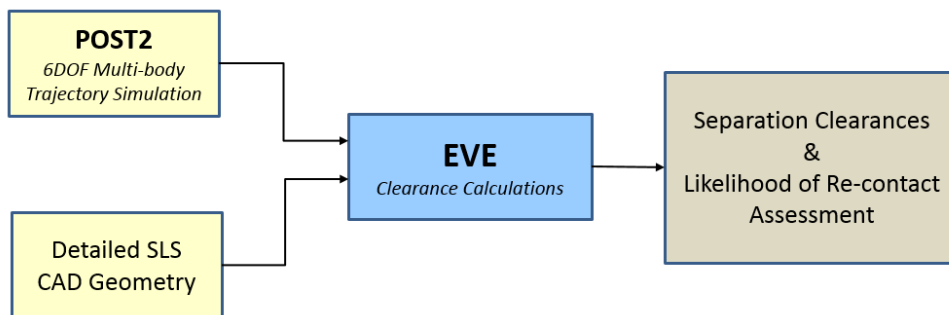 POST2
6DOF Multi-body
Trajectory Simulation
Detailed SLS
CAD Geometry
EVE
Clearance Calculations
Separation Clearances
&
Likelihood of Re-contact
Assessment